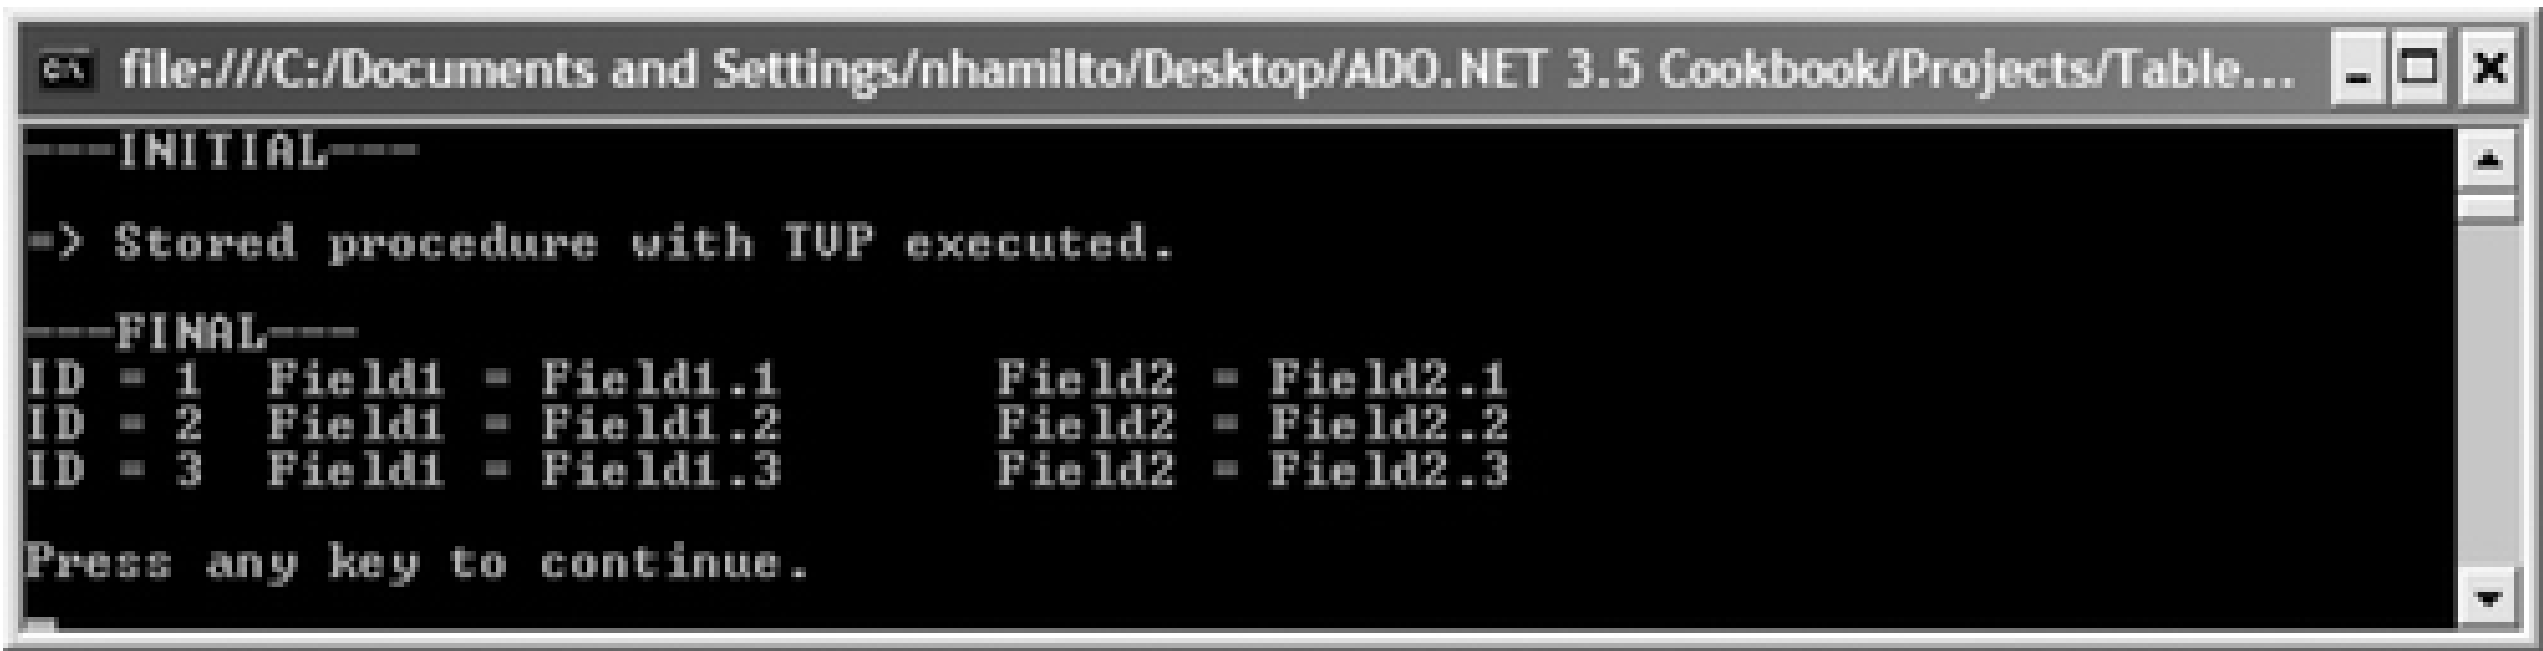 C:\ file:///C:/Documents and Settings/nhamilto/Desktop/ADO.NET 3.5 Cookbook/Projects/Table...
---INITIAL---
=> Stored procedure with TVP executed.
---FINAL---
ID = 1  Field1 = Field1.1       Field2 = Field2.1
ID = 2  Field1 = Field1.2       Field2 = Field2.2
ID = 3  Field1 = Field1.3       Field2 = Field2.3
Press any key to continue.